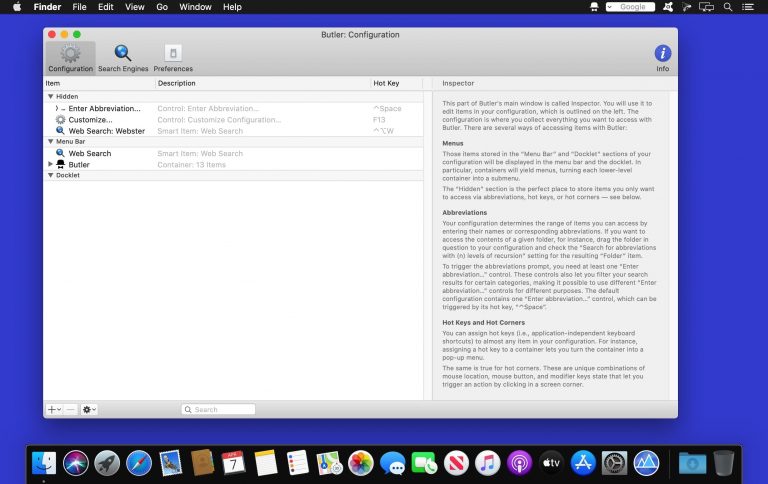 Finder File Edit View Go Window Help Google
Butler: Configuration
Configuration Search Engines Preferences Info
Item Description Hot Key Inspector
Hidden
Enter Abbreviation... Control: Enter Abbreviation... ^Space
Customize... Control: Customize Configuration... F13
Web Search: Webster Smart Item: Web Search ^⌥W
Menu Bar
Web Search Smart Item: Web Search
Butler Container: 13 Items
Docklet
This part of Butler's main window is called inspector. You will use it to
edit items in your configuration, which is outlined on the left. The
configuration is where you collect everything you want to access with
Butler. There are several ways of accessing items with Butler:
Menus
Those items stored in the "Menu Bar" and "Docklet" sections of your
configuration will be displayed in the menu bar and the docklet. In
particular, containers will yield menus, turning each lower-level
container into a submenu.
The "Hidden" section is the perfect place to store items you only want
to access via abbreviations, hot keys, or hot corners — see below.
Abbreviations
Your configuration determines the range of items you can access by
entering their names or corresponding abbreviations. If you want to
access the contents of a given folder, for instance, drag the folder in
question to your configuration and check the "Search for abbreviations
with (n) levels of recursion" setting for the resulting "Folder" item.
To trigger the abbreviations prompt, you need at least one "Enter
abbreviation..." control. These controls also let you filter your search
results for certain categories, making it possible to use different "Enter
abbreviation..." controls for different purposes. The default
configuration contains one "Enter abbreviation..." control, which can be
triggered by its hot key, "^Space".
Hot Keys and Hot Corners
You can assign hot keys (i.e., application-independent keyboard
shortcuts) to almost any item in your configuration. For instance,
assigning a hot key to a container lets you turn the container into a
pop-up menu.
The same is true for hot corners. These are unique combinations of
mouse location, mouse button, and modifier keys state that let you
trigger an action by clicking in a screen corner.
Search
APR
7
tv